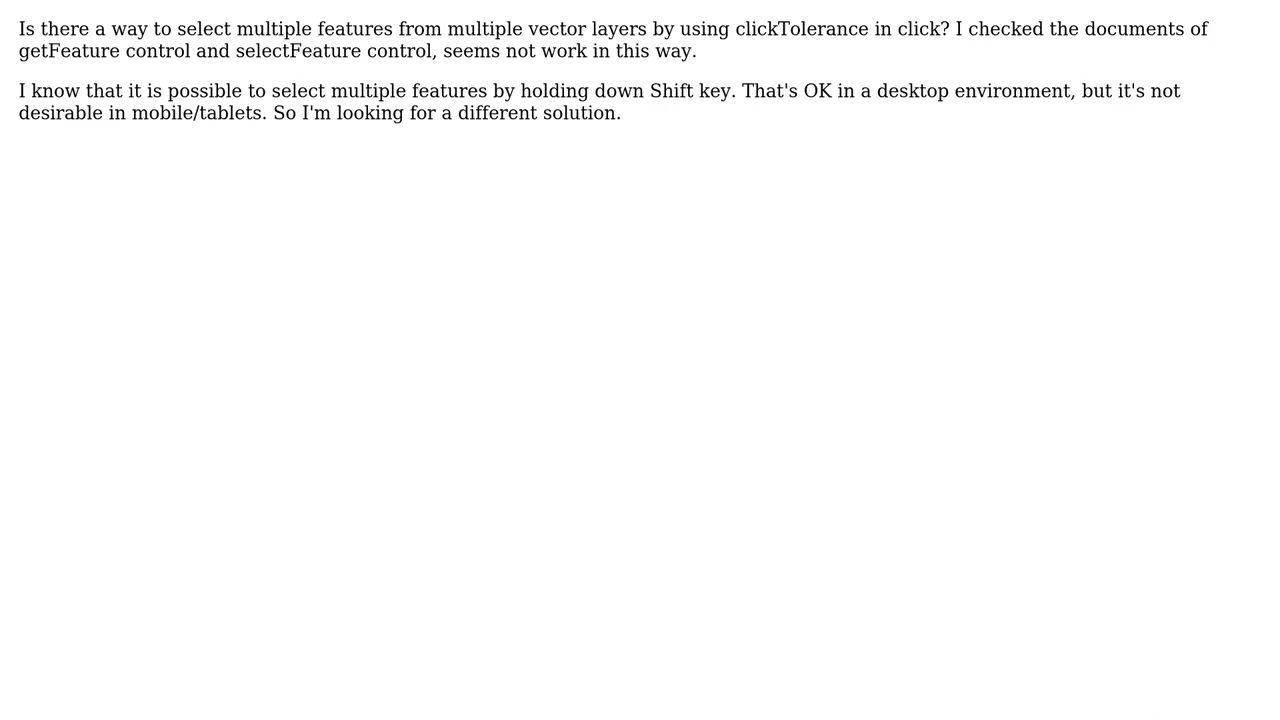 Is there a way to select multiple features from multiple vector layers by using clickTolerance in click? I checked the documents of
getFeature control and selectFeature control, seems not work in this way.
I know that it is possible to select multiple features by holding down Shift key. That's OK in a desktop environment, but it's not
desirable in mobile/tablets. So I'm looking for a different solution.